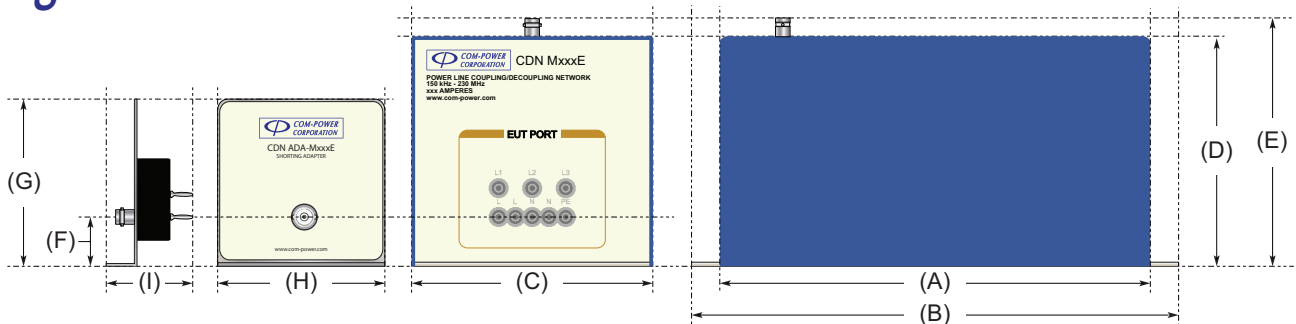 g
COM-POWER
CORPORATION
CDN MxxxE
POWER LINE COUPLING/DECOUPLING NETWORK
150 kHz - 230 MHz
xxx AMPERES
www.com-power.com
EUT PORT
L1 L2 L3
L L N N PE
COM-POWER
CORPORATION
CDN ADA-MxxxE
SHORTING ADAPTER
www.com-power.com
(G)
(F)
(I)
(H)
(C)
(A)
(B)
(D)
(E)